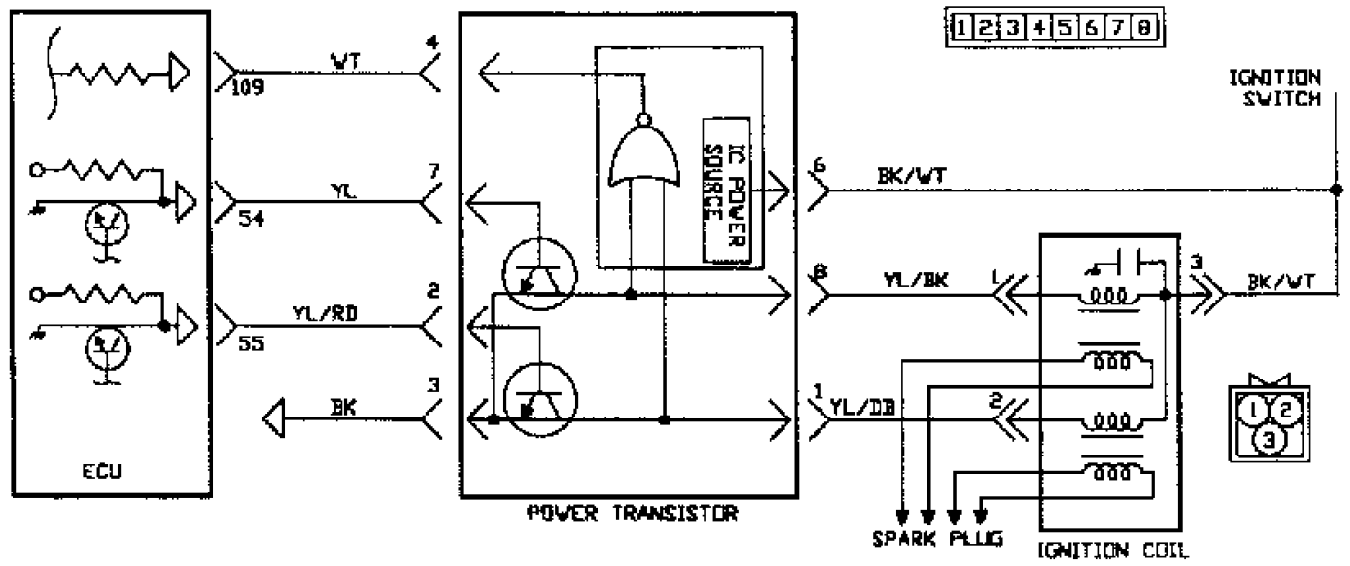 1 2 3 4 5 6 7 8
IGNITION
SWITCH
109
WT
4
54
YL
7
55
YL/RD
2
BK
3
ECU
IC POWER
SOURCE
POWER TRANSISTOR
6
BK/WT
8
YL/BK
1
3
BK/WT
1
YL/DB
2
1 2
3
SPARK PLUG
IGNITION COIL